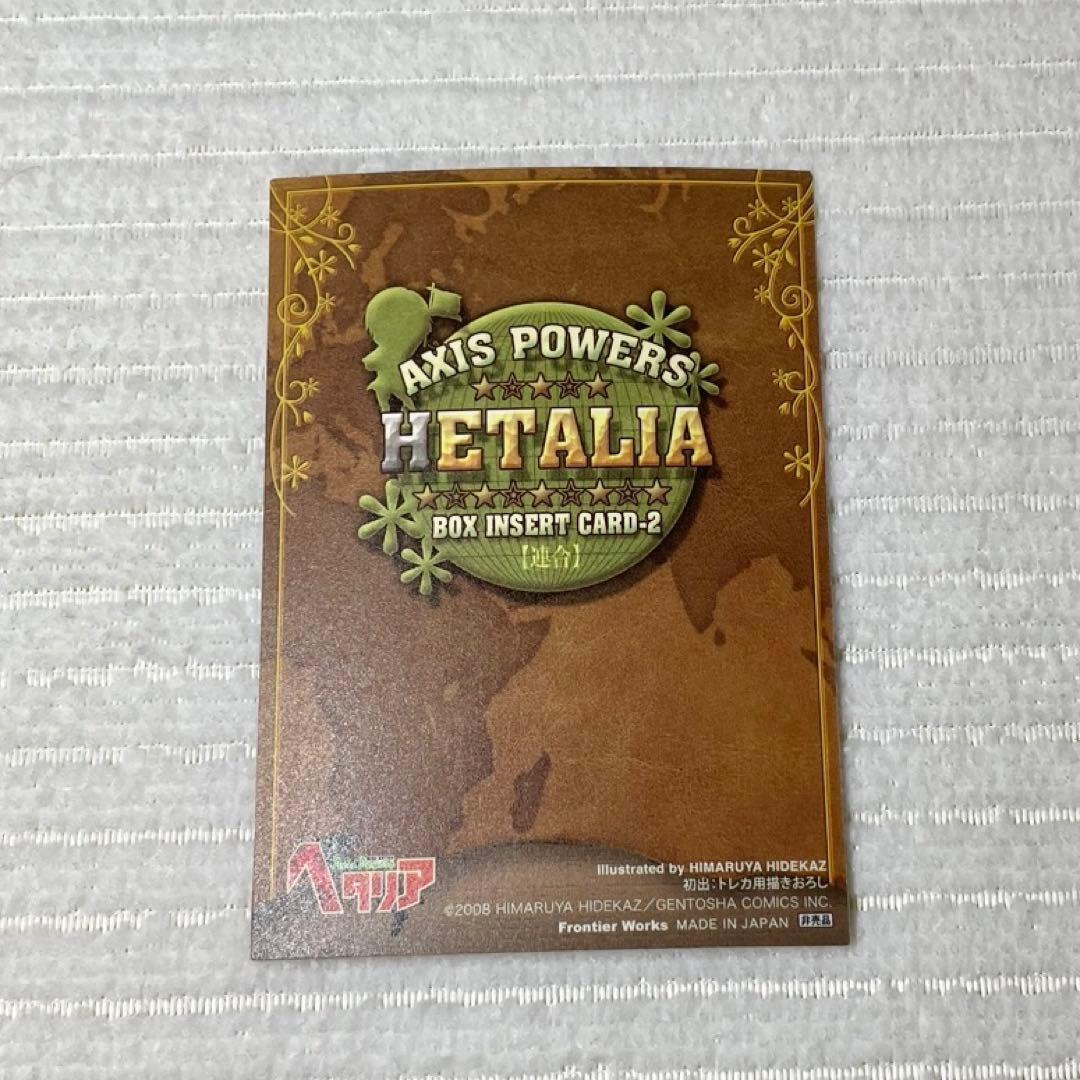 AXIS POWERS
HETALIA
BOX INSERT CARD-2
【連合】
Axis Powers
ヘタリア
Illustrated by HIMARUYA HIDEKAZ
初出：トレカ用描きおろし
©2008 HIMARUYA HIDEKAZ／GENTOSHA COMICS INC.
Frontier Works MADE IN JAPAN 非売品